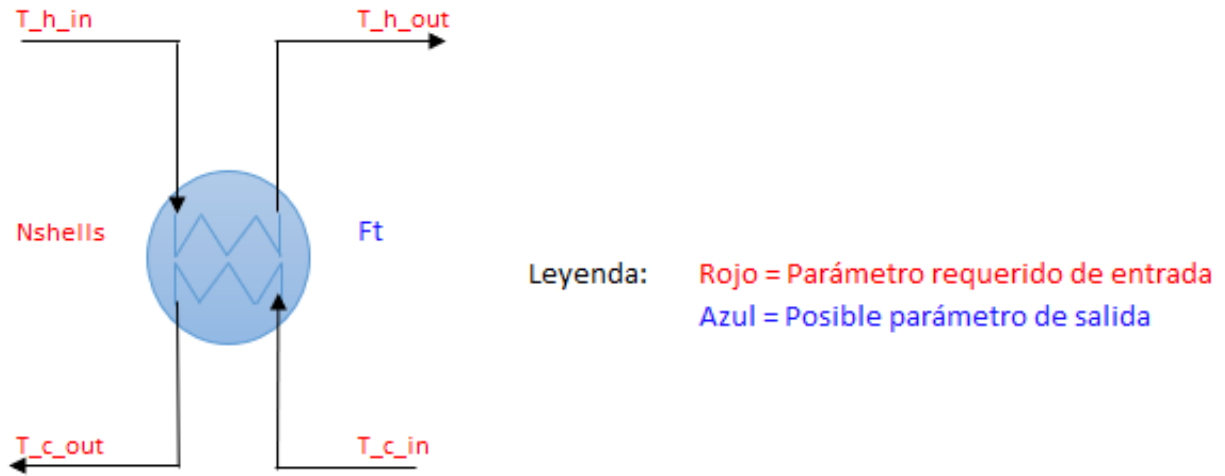 T_h_in
T_h_out
Nshells
Ft
Leyenda:
Rojo = Parámetro requerido de entrada
Azul = Posible parámetro de salida
T_c_out
T_c_in